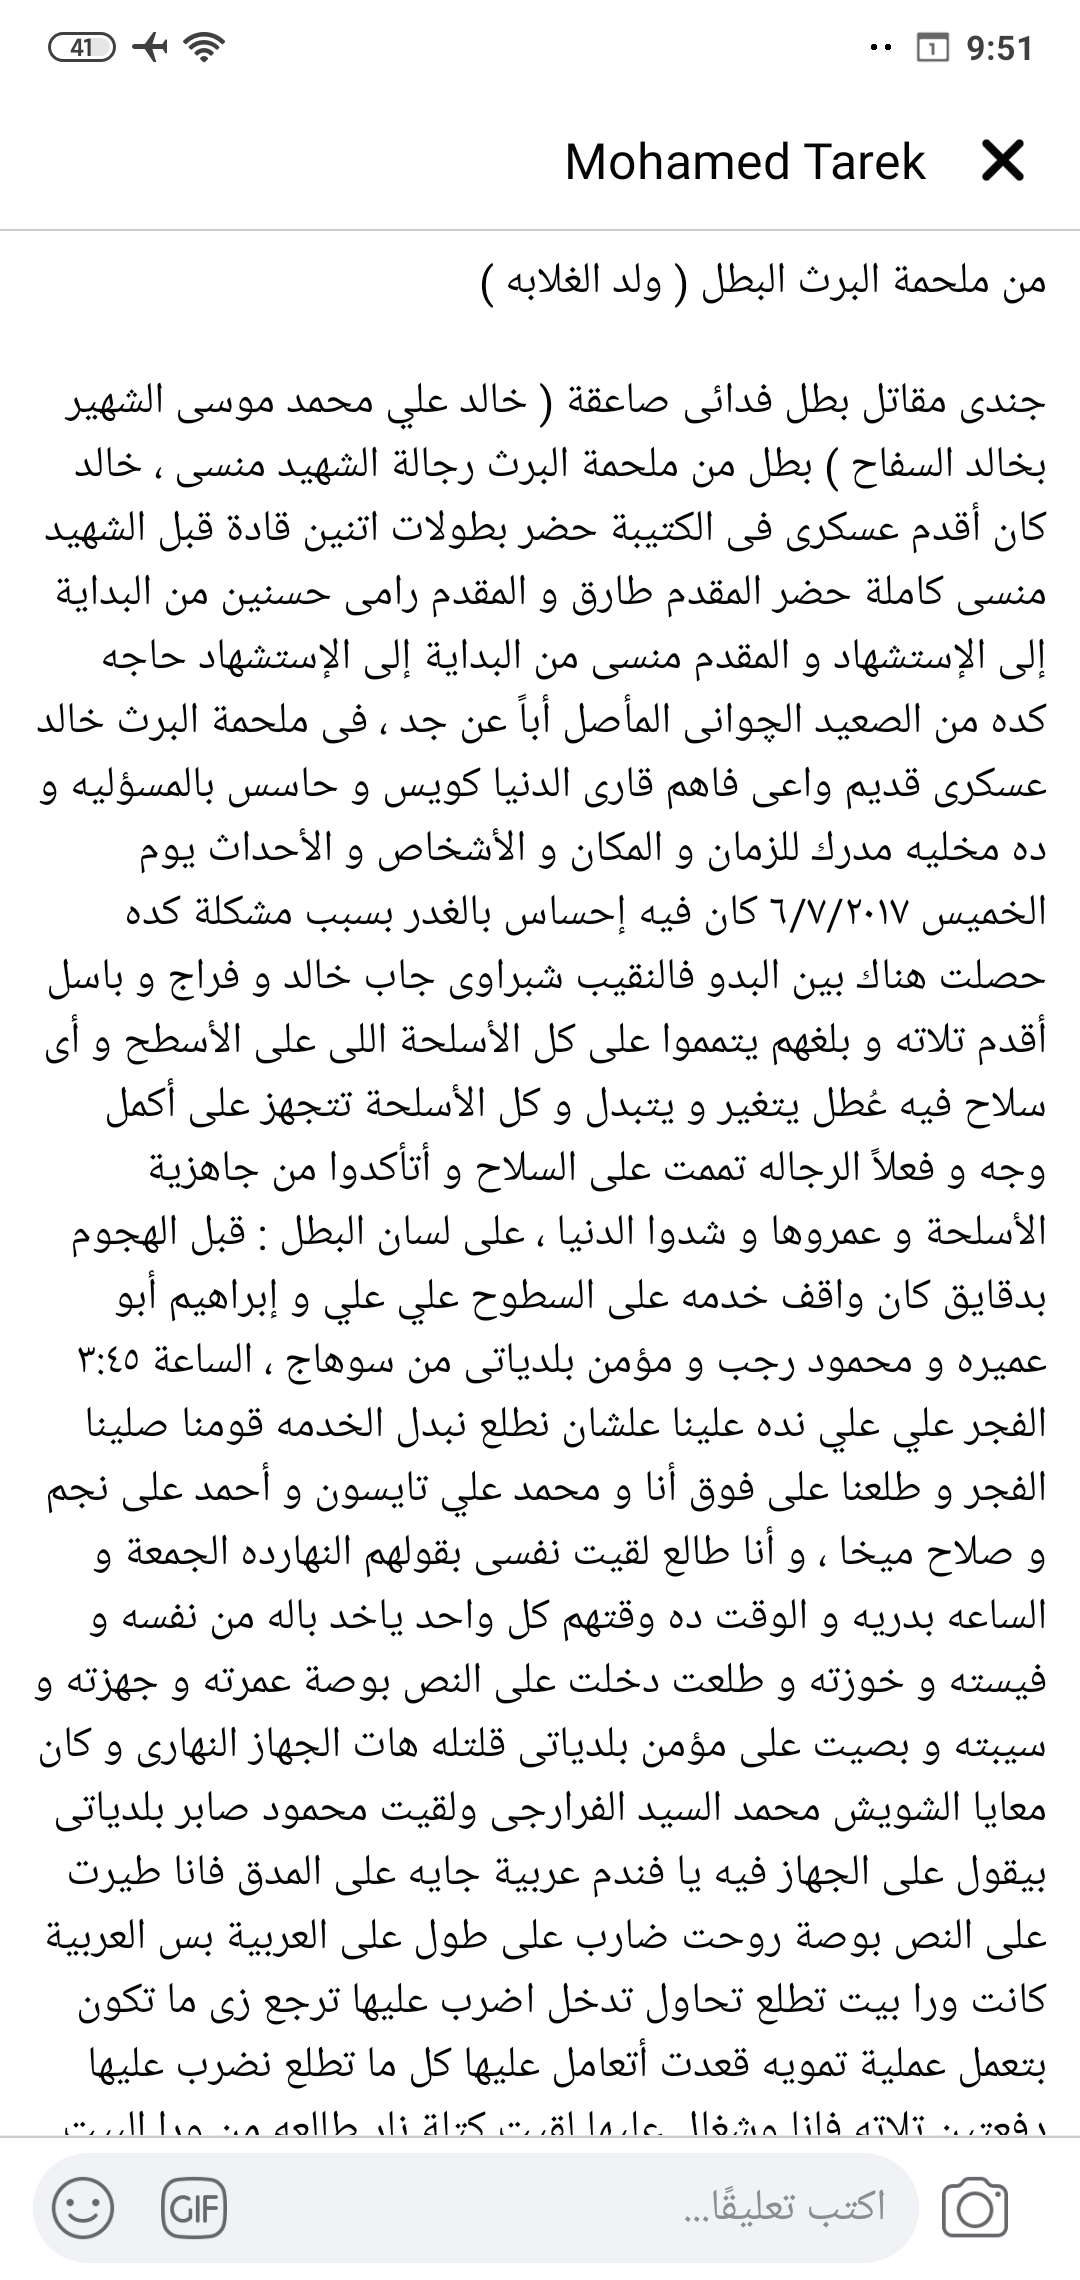 41
1
9:51
Mohamed Tarek
من ملحمة البرث البطل ( ولد الغلابه )
جندى مقاتل بطل فدائى صاعقة ( خالد علي محمد موسى الشهير
بخالد السفاح ) بطل من ملحمة البرث رجالة الشهيد منسى ، خالد
كان أقدم عسكرى فى الكتيبة حضر بطولات اتنين قادة قبل الشهيد
منسى كاملة حضر المقدم طارق و المقدم رامى حسنين من البداية
إلى الإستشهاد و المقدم منسى من البداية إلى الإستشهاد حاجه
كده من الصعيد الچوانى المأصل أباً عن جد ، فى ملحمة البرث خالد
عسكرى قديم واعى فاهم قارى الدنيا كويس و حاسس بالمسؤليه و
ده مخليه مدرك للزمان و المكان و الأشخاص و الأحداث يوم
الخميس ٦/٧/٢٠١٧ كان فيه إحساس بالغدر بسبب مشكلة كده
حصلت هناك بين البدو فالنقيب شبراوى جاب خالد و فراج و باسل
أقدم تلاته و بلغهم يتمموا على كل الأسلحة اللى على الأسطح و أى
سلاح فيه عُطل يتغير و يتبدل و كل الأسلحة تتجهز على أكمل
وجه و فعلاً الرجاله تممت على السلاح و أتأكدوا من جاهزية
الأسلحة و عمروها و شدوا الدنيا ، على لسان البطل : قبل الهجوم
بدقايق كان واقف خدمه على السطوح علي علي و إبراهيم أبو
عميره و محمود رجب و مؤمن بلدياتى من سوهاج ، الساعة ٣:٤٥
الفجر علي علي نده علينا علشان نطلع نبدل الخدمه قومنا صلينا
الفجر و طلعنا على فوق أنا و محمد علي تايسون و أحمد على نجم
و صلاح ميخا ، و أنا طالع لقيت نفسى بقولهم النهارده الجمعة و
الساعه بدريه و الوقت ده وقتهم كل واحد ياخد باله من نفسه و
فيسته و خوزته و طلعت دخلت على النص بوصة عمرته و جهزته و
سيبته و بصيت على مؤمن بلدياتى قلتله هات الجهاز النهارى و كان
معايا الشويش محمد السيد الفرارجى ولقيت محمود صابر بلدياتى
بيقول على الجهاز فيه يا فندم عربية جايه على المدق فانا طيرت
على النص بوصة روحت ضارب على طول على العربية بس العربية
كانت ورا بيت تطلع تحاول تدخل اضرب عليها ترجع زى ما تكون
بتعمل عملية تمويه قعدت أتعامل عليها كل ما تطلع نضرب عليها
دفعتين تلاته فانا وشغال عليها لقيت كتلة نار طالعه من ورا البيت
اكتب تعليقًا...
GIF